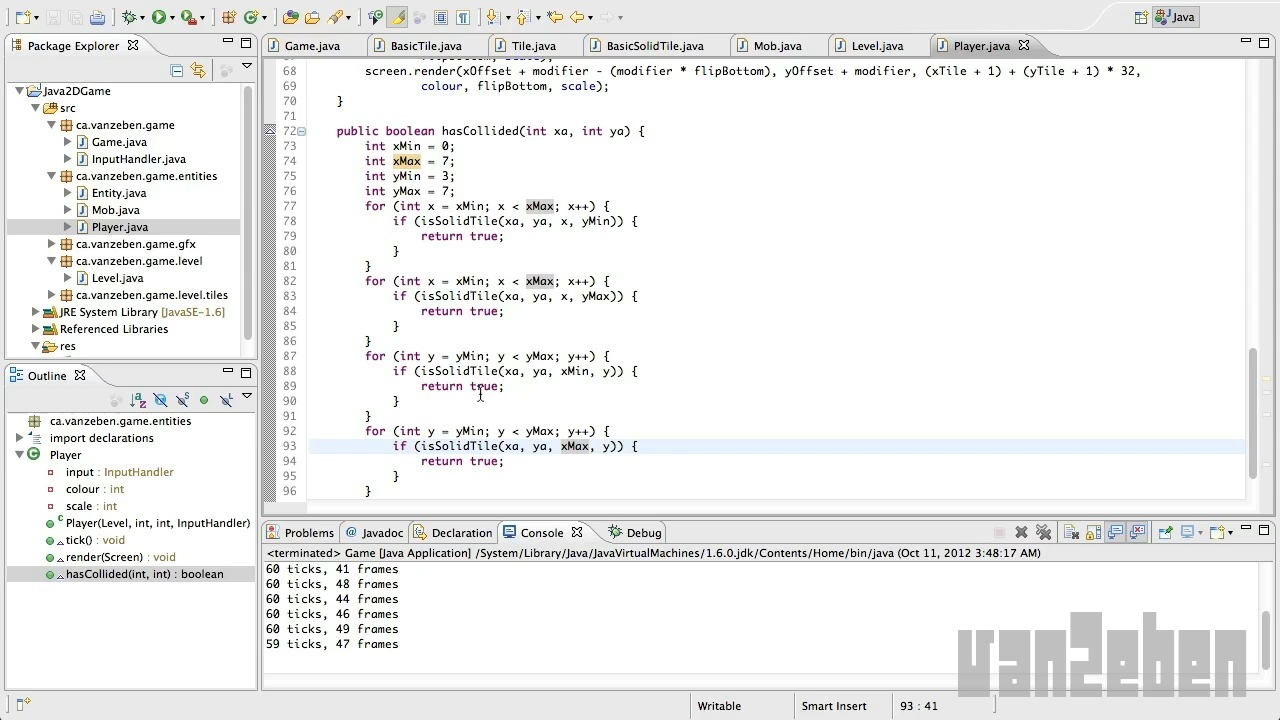 Java
Package Explorer
Game.java
BasicTile.java
Tile.java
BasicSolidTile.java
Mob.java
Level.java
Player.java
Java2DGame
src
ca.vanzeben.game
Game.java
InputHandler.java
ca.vanzeben.game.entities
Entity.java
Mob.java
Player.java
ca.vanzeben.game.gfx
ca.vanzeben.game.level
Level.java
ca.vanzeben.game.level.tiles
JRE System Library [JavaSE-1.6]
Referenced Libraries
res
68 screen.render(xOffset + modifier - (modifier * flipBottom), yOffset + modifier, (xTile + 1) + (yTile + 1) * 32,
69 colour, flipBottom, scale);
70 }
71
72 public boolean hasCollided(int xa, int ya) {
73 int xMin = 0;
74 int xMax = 7;
75 int yMin = 3;
76 int yMax = 7;
77 for (int x = xMin; x < xMax; x++) {
78 if (isSolidTile(xa, ya, x, yMin)) {
79 return true;
80 }
81 }
82 for (int x = xMin; x < xMax; x++) {
83 if (isSolidTile(xa, ya, x, yMax)) {
84 return true;
85 }
86 }
87 for (int y = yMin; y < yMax; y++) {
88 if (isSolidTile(xa, ya, xMin, y)) {
89 return true;
90 }
91 }
92 for (int y = yMin; y < yMax; y++) {
93 if (isSolidTile(xa, ya, xMax, y)) {
94 return true;
95 }
96 }
Outline
ca.vanzeben.game.entities
import declarations
Player
input : InputHandler
colour : int
scale : int
Player(Level, int, int, InputHandler)
tick() : void
render(Screen) : void
hasCollided(int, int) : boolean
Problems
Javadoc
Declaration
Console
Debug
<terminated> Game [Java Application] /System/Library/Java/JavaVirtualMachines/1.6.0.jdk/Contents/Home/bin/java (Oct 11, 2012 3:48:17 AM)
60 ticks, 41 frames
60 ticks, 48 frames
60 ticks, 44 frames
60 ticks, 46 frames
60 ticks, 49 frames
59 ticks, 47 frames
vanZeben
Writable
Smart Insert
93 : 41